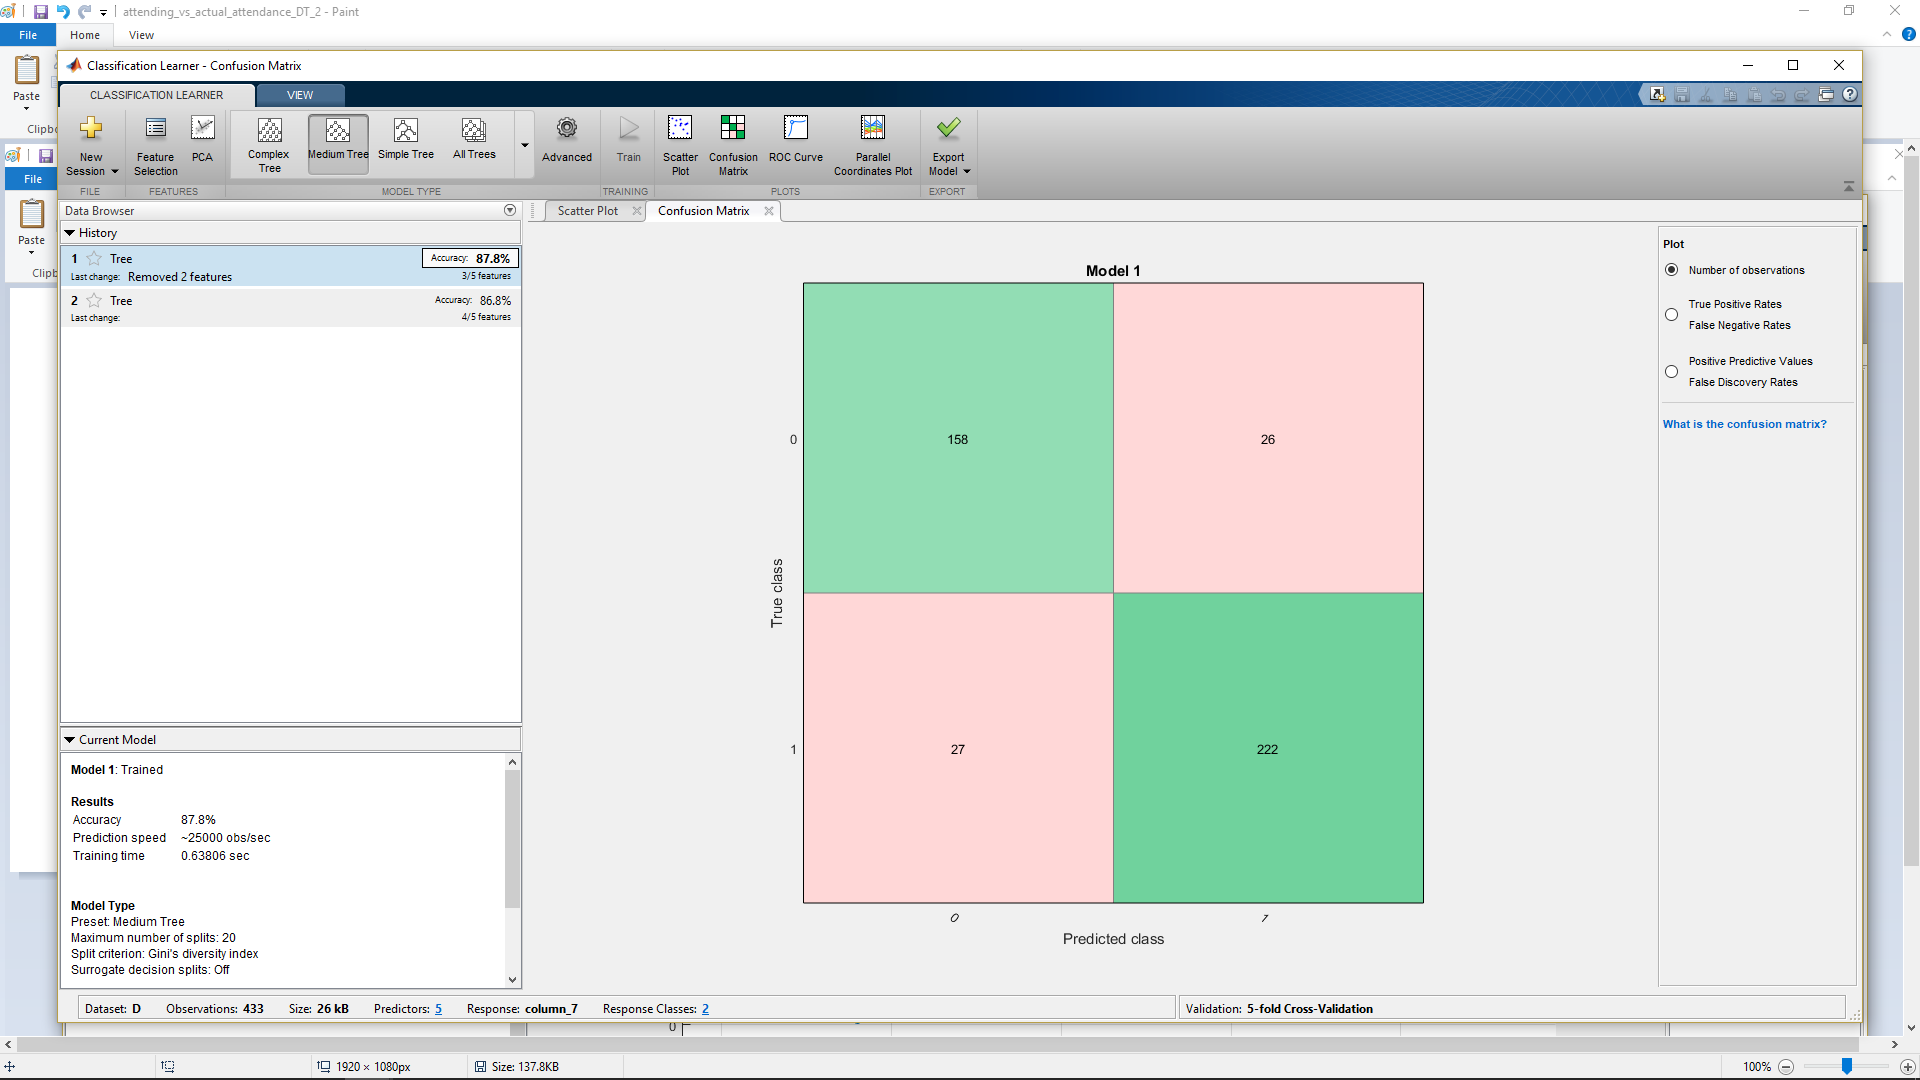 attending_vs_actual_attendance_DT_2 - Paint
File Home View
Paste
Classification Learner - Confusion Matrix
CLASSIFICATION LEARNER VIEW
New Session
Feature Selection
PCA
Complex Tree
Medium Tree
Simple Tree
All Trees
Advanced
Train
Scatter Plot
Confusion Matrix
ROC Curve
Parallel Coordinates Plot
Export Model
FILE FEATURES MODEL TYPE TRAINING PLOTS EXPORT
File
Paste
Data Browser
History
1 Tree Accuracy: 87.8%
Last change: Removed 2 features 3/5 features
2 Tree Accuracy: 86.8%
Last change: 4/5 features
Current Model
Model 1: Trained
Results
Accuracy 87.8%
Prediction speed ~25000 obs/sec
Training time 0.63806 sec
Model Type
Preset: Medium Tree
Maximum number of splits: 20
Split criterion: Gini's diversity index
Surrogate decision splits: Off
Scatter Plot Confusion Matrix
Model 1
0 158 26
True class
1 27 222
0 1
Predicted class
Plot
Number of observations
True Positive Rates
False Negative Rates
Positive Predictive Values
False Discovery Rates
What is the confusion matrix?
Dataset: D Observations: 433 Size: 26 kB Predictors: 5 Response: column_7 Response Classes: 2 Validation: 5-fold Cross-Validation
0
1920 × 1080px Size: 137.8KB 100%